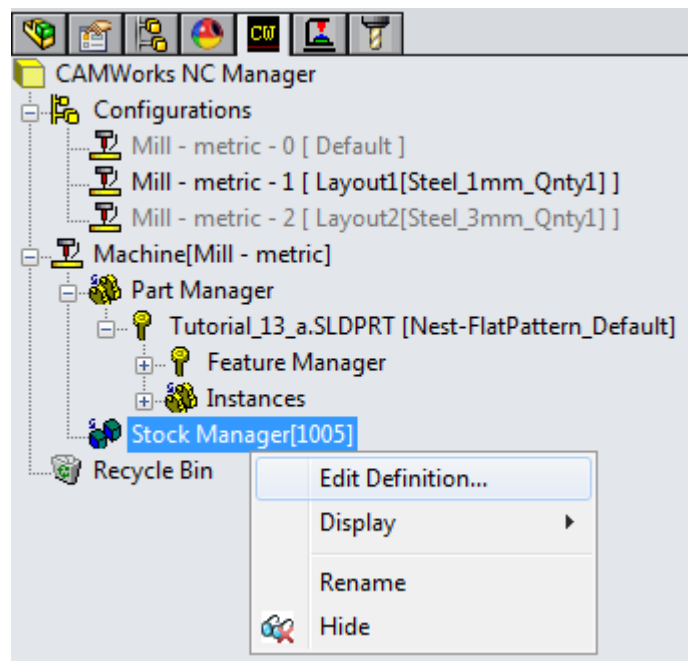 CW
CAMWorks NC Manager
Configurations
Mill - metric - 0 [ Default ]
Mill - metric - 1 [ Layout1[Steel_1mm_Qnty1] ]
Mill - metric - 2 [ Layout2[Steel_3mm_Qnty1] ]
Machine[Mill - metric]
Part Manager
Tutorial_13_a.SLDPRT [Nest-FlatPattern_Default]
Feature Manager
Instances
Stock Manager[1005]
Recycle Bin
Edit Definition...
Display
Rename
Hide